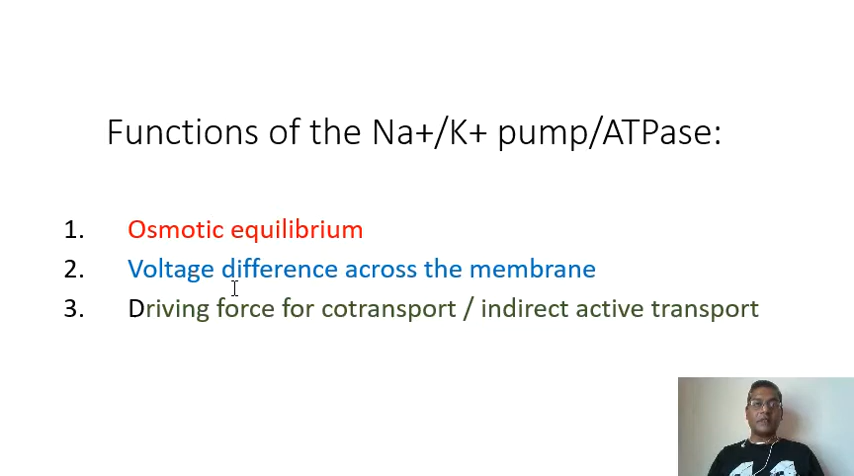 Functions of the Na+/K+ pump/ATPase:
1. Osmotic equilibrium
2. Voltage difference across the membrane
3. Driving force for cotransport / indirect active transport